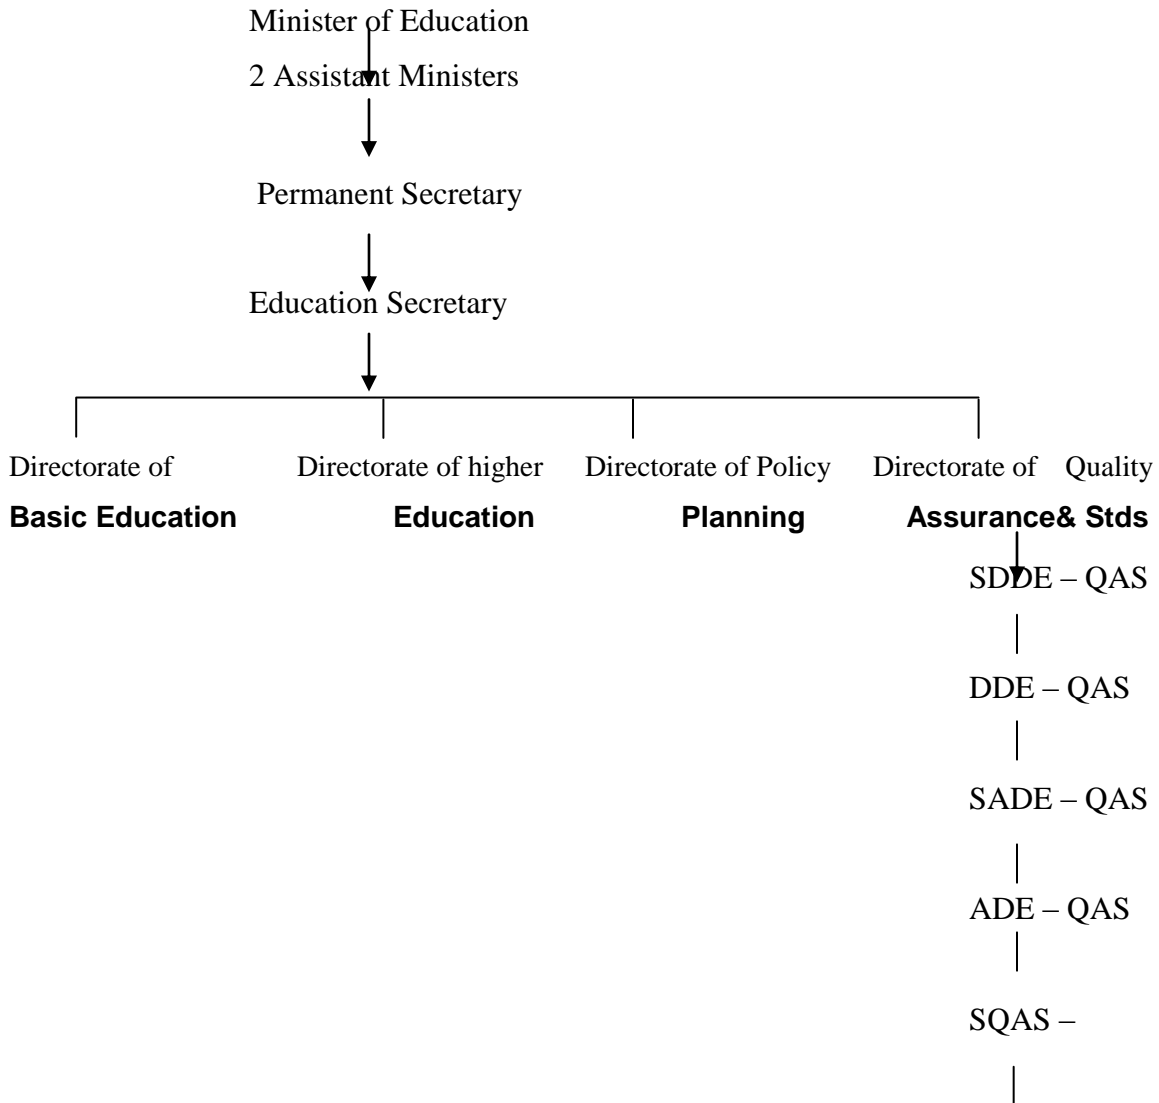 Minister of Education
2 Assistant Ministers
Permanent Secretary
Education Secretary
Directorate of Directorate of higher Directorate of Policy Directorate of Quality
Basic Education Education Planning Assurance& Stds
SDDE – QAS
DDE – QAS
SADE – QAS
ADE – QAS
SQAS –